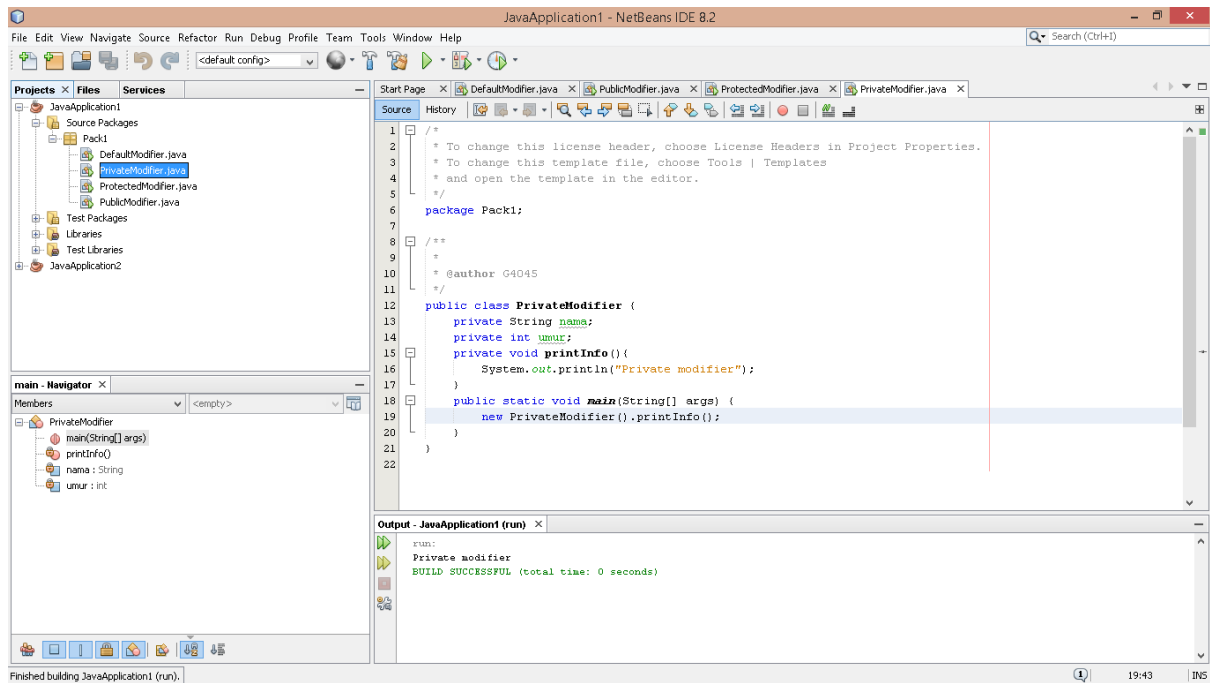 JavaApplication1 - NetBeans IDE 8.2
File Edit View Navigate Source Refactor Run Debug Profile Team Tools Window Help
Search (Ctrl+I)
<default config>
Projects Files Services
JavaApplication1
Source Packages
Pack1
DefaultModifier.java
PrivateModifier.java
ProtectedModifier.java
PublicModifier.java
Test Packages
Libraries
Test Libraries
JavaApplication2
main - Navigator
Members <empty>
PrivateModifier
main(String[] args)
printInfo()
nama : String
umur : int
Start Page DefaultModifier.java PublicModifier.java ProtectedModifier.java PrivateModifier.java
Source History
1 /*
2 * To change this license header, choose License Headers in Project Properties.
3 * To change this template file, choose Tools | Templates
4 * and open the template in the editor.
5 */
6 package Pack1;
7
8 /**
9 *
10 * @author G4045
11 */
12 public class PrivateModifier {
13 private String nama;
14 private int umur;
15 private void printInfo(){
16 System.out.println("Private modifier");
17 }
18 public static void main(String[] args) {
19 new PrivateModifier().printInfo();
20 }
21 }
22
Output - JavaApplication1 (run)
run:
Private modifier
BUILD SUCCESSFUL (total time: 0 seconds)
Finished building JavaApplication1 (run).
1 19:43 INS